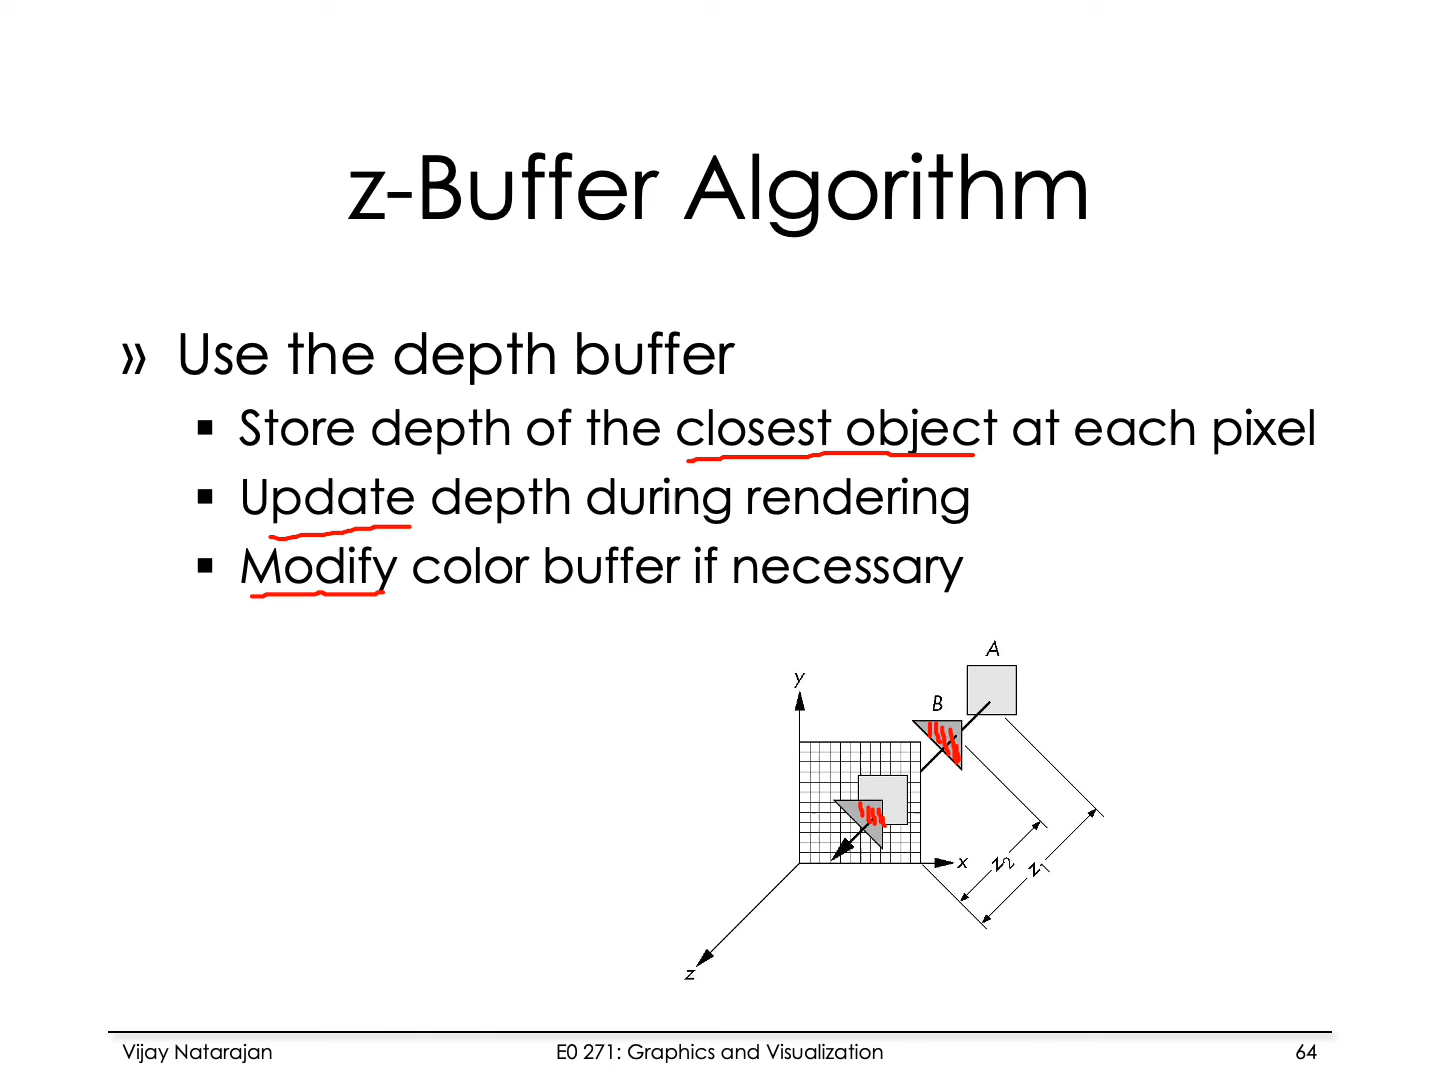 z-Buffer Algorithm
» Use the depth buffer
▪ Store depth of the closest object at each pixel
▪ Update depth during rendering
▪ Modify color buffer if necessary
A
y
B
x
z2
z1
z
Vijay Natarajan E0 271: Graphics and Visualization 64